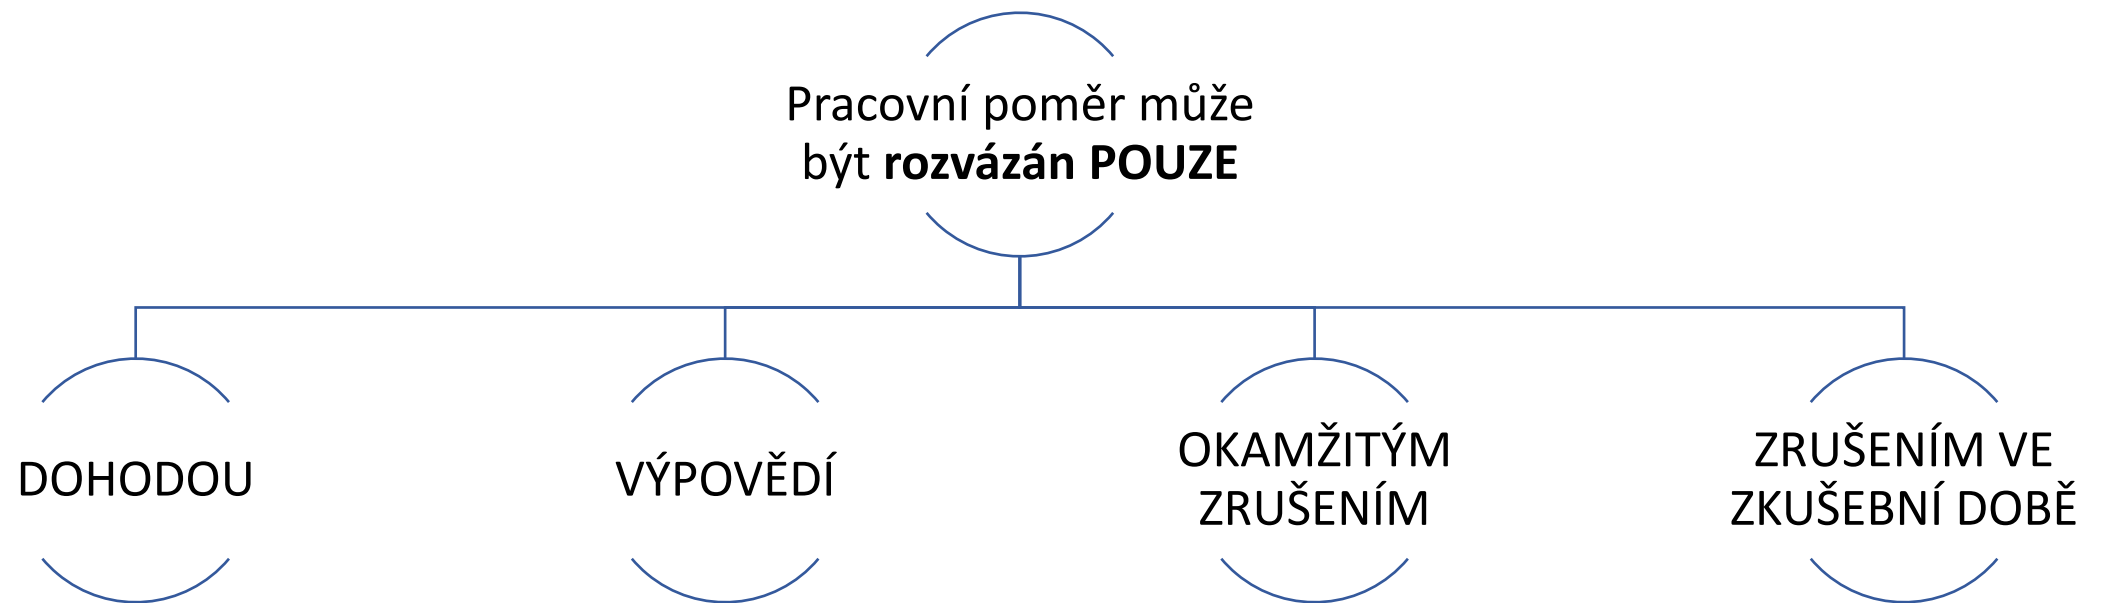 Pracovní poměr může
být rozvázán POUZE
DOHODOU
VÝPOVĚDÍ
OKAMŽITÝM
ZRUŠENÍM
ZRUŠENÍM VE
ZKUŠEBNÍ DOBĚ